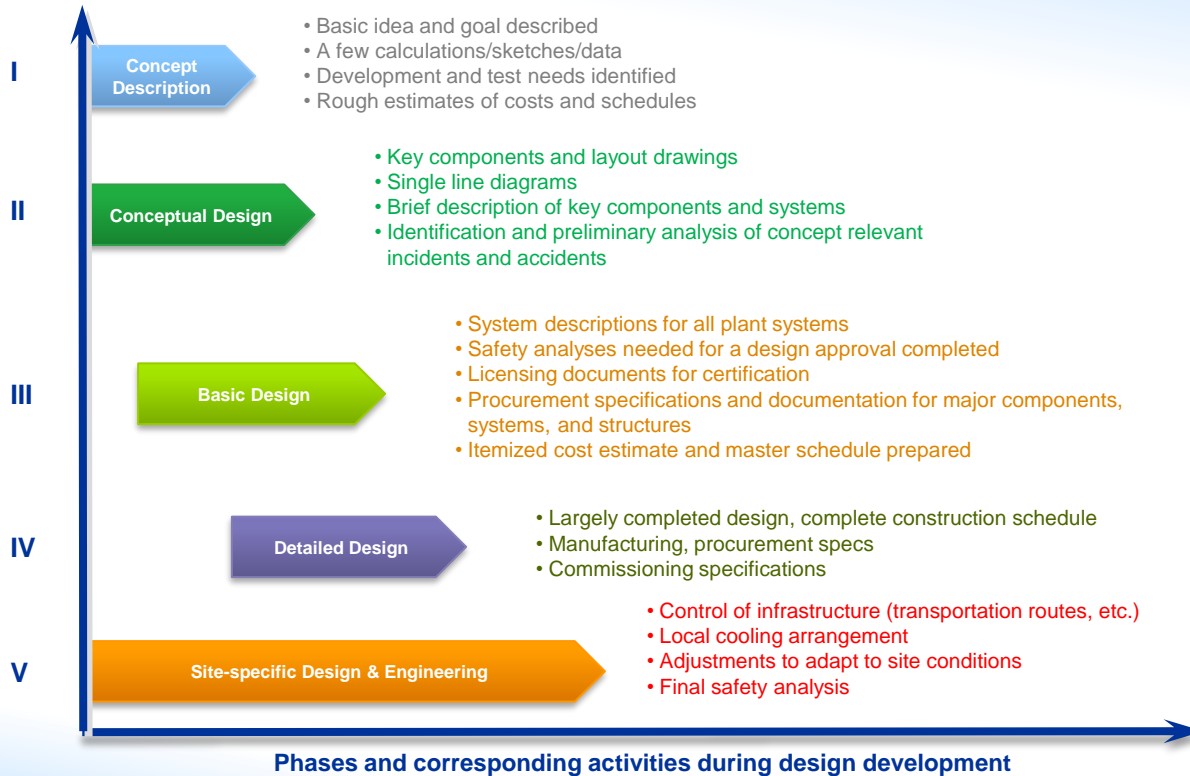 I
Concept
Description
• Basic idea and goal described
• A few calculations/sketches/data
• Development and test needs identified
• Rough estimates of costs and schedules
II
Conceptual Design
• Key components and layout drawings
• Single line diagrams
• Brief description of key components and systems
• Identification and preliminary analysis of concept relevant
incidents and accidents
III
Basic Design
• System descriptions for all plant systems
• Safety analyses needed for a design approval completed
• Licensing documents for certification
• Procurement specifications and documentation for major components,
systems, and structures
• Itemized cost estimate and master schedule prepared
IV
Detailed Design
• Largely completed design, complete construction schedule
• Manufacturing, procurement specs
• Commissioning specifications
V
Site-specific Design & Engineering
• Control of infrastructure (transportation routes, etc.)
• Local cooling arrangement
• Adjustments to adapt to site conditions
• Final safety analysis
Phases and corresponding activities during design development